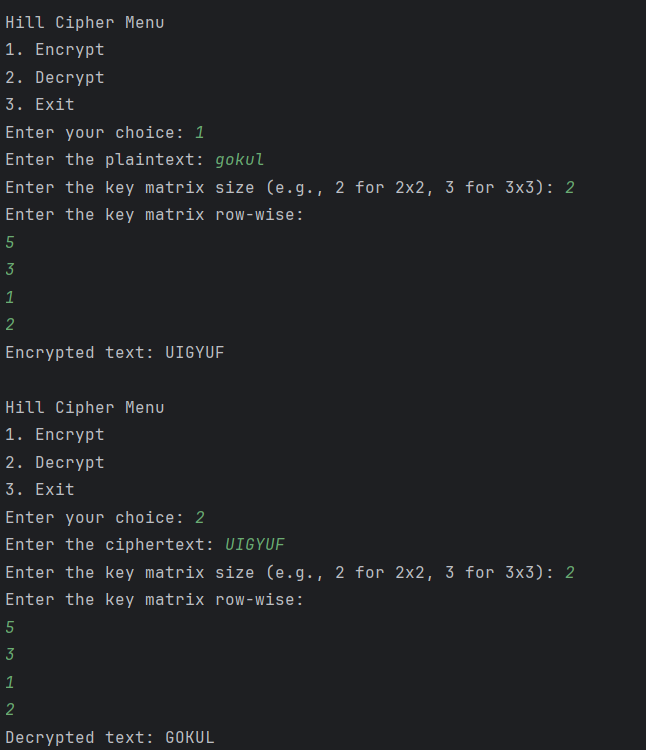 Hill Cipher Menu
1. Encrypt
2. Decrypt
3. Exit
Enter your choice: 1
Enter the plaintext: gokul
Enter the key matrix size (e.g., 2 for 2x2, 3 for 3x3): 2
Enter the key matrix row-wise:
5
3
1
2
Encrypted text: UIGYUF
Hill Cipher Menu
1. Encrypt
2. Decrypt
3. Exit
Enter your choice: 2
Enter the ciphertext: UIGYUF
Enter the key matrix size (e.g., 2 for 2x2, 3 for 3x3): 2
Enter the key matrix row-wise:
5
3
1
2
Decrypted text: GOKUL